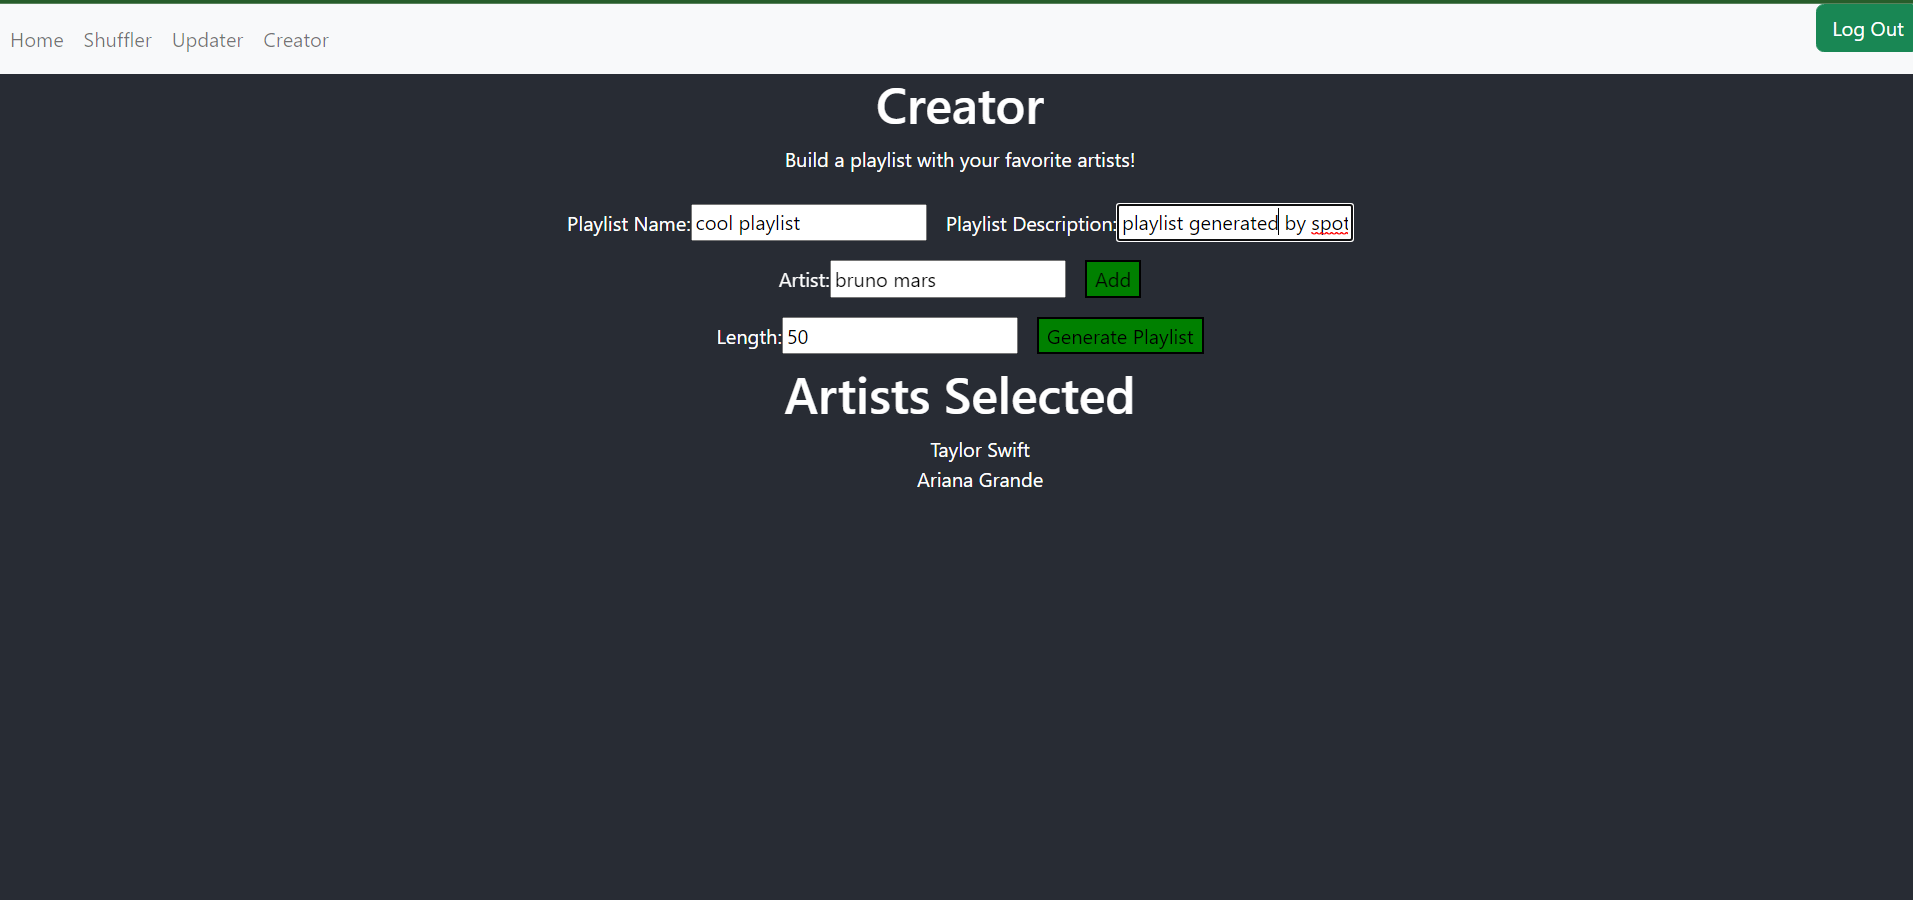 Home Shuffler Updater Creator Log Out
Creator
Build a playlist with your favorite artists!
Playlist Name: cool playlist Playlist Description: playlist generated by spot
Artist: bruno mars Add
Length: 50 Generate Playlist
Artists Selected
Taylor Swift
Ariana Grande